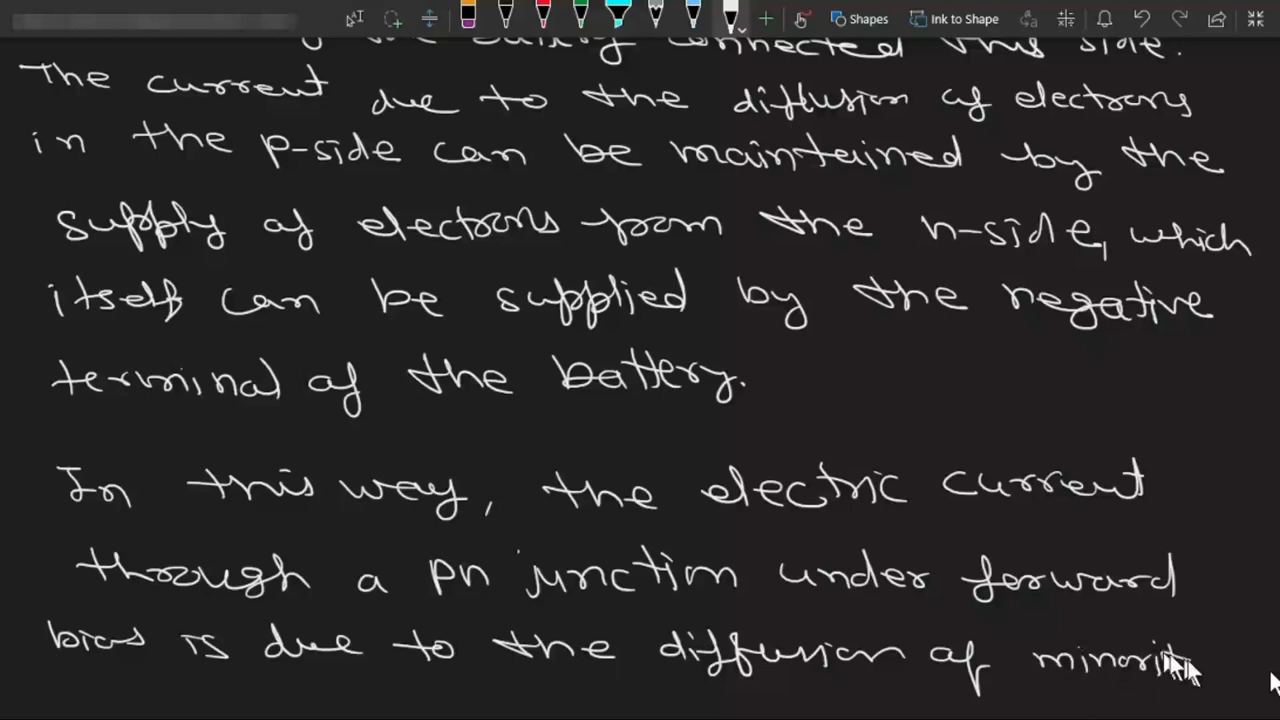 Shapes Ink to Shape
connected this side.
The current due to the diffusion of electrons
in the p-side can be maintained by the
supply of electrons from the n-side, which
itself can be supplied by the negative
terminal of the battery.
In this way, the electric current
through a pn junction under forward
bias is due to the diffusion of minorit